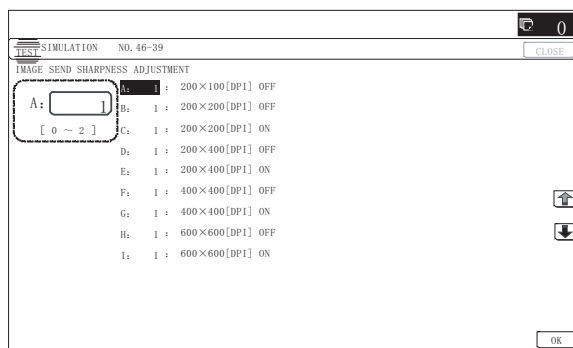 0
TEST SIMULATION NO.46-39
CLOSE
IMAGE SEND SHARPNESS ADJUSTMENT
A: 1
[ 0 ~ 2 ]
A: 1 : 200×100[DPI] OFF
B: 1 : 200×200[DPI] OFF
C: 1 : 200×200[DPI] ON
D: 1 : 200×400[DPI] OFF
E: 1 : 200×400[DPI] ON
F: 1 : 400×400[DPI] OFF
G: 1 : 400×400[DPI] ON
H: 1 : 600×600[DPI] OFF
I: 1 : 600×600[DPI] ON
OK